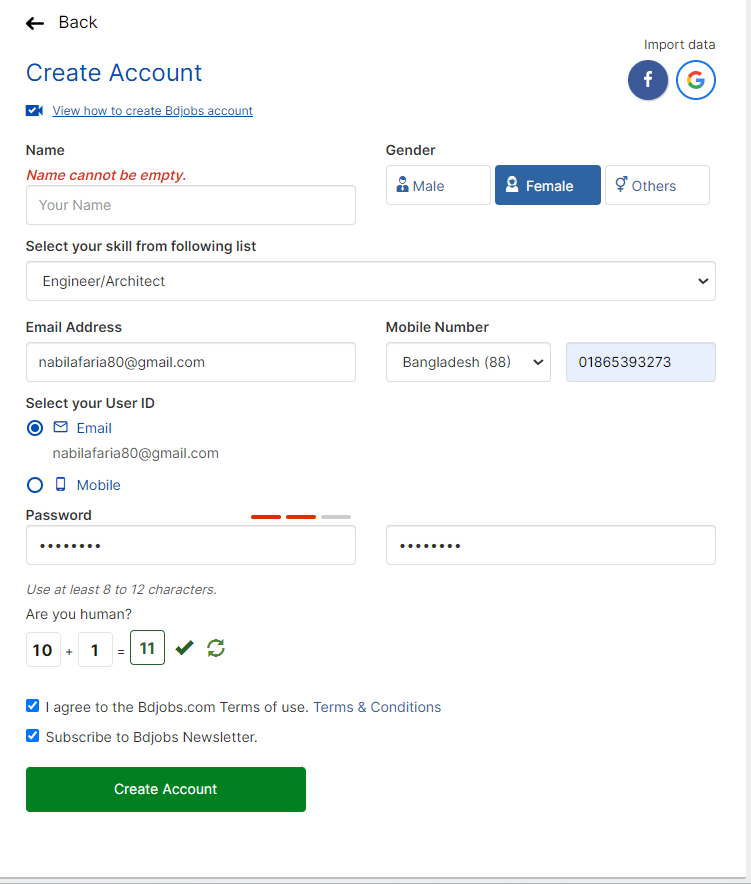 Back
Import data
Create Account
f G
View how to create Bdjobs account
Name
Gender
Name cannot be empty.
Male Female Others
Your Name
Select your skill from following list
Engineer/Architect
Email Address
Mobile Number
nabilafaria80@gmail.com
Bangladesh (88) 01865393273
Select your User ID
Email
nabilafaria80@gmail.com
Mobile
Password
•••••••• ••••••••
Use at least 8 to 12 characters.
Are you human?
10 + 1 = 11
I agree to the Bdjobs.com Terms of use. Terms & Conditions
Subscribe to Bdjobs Newsletter.
Create Account